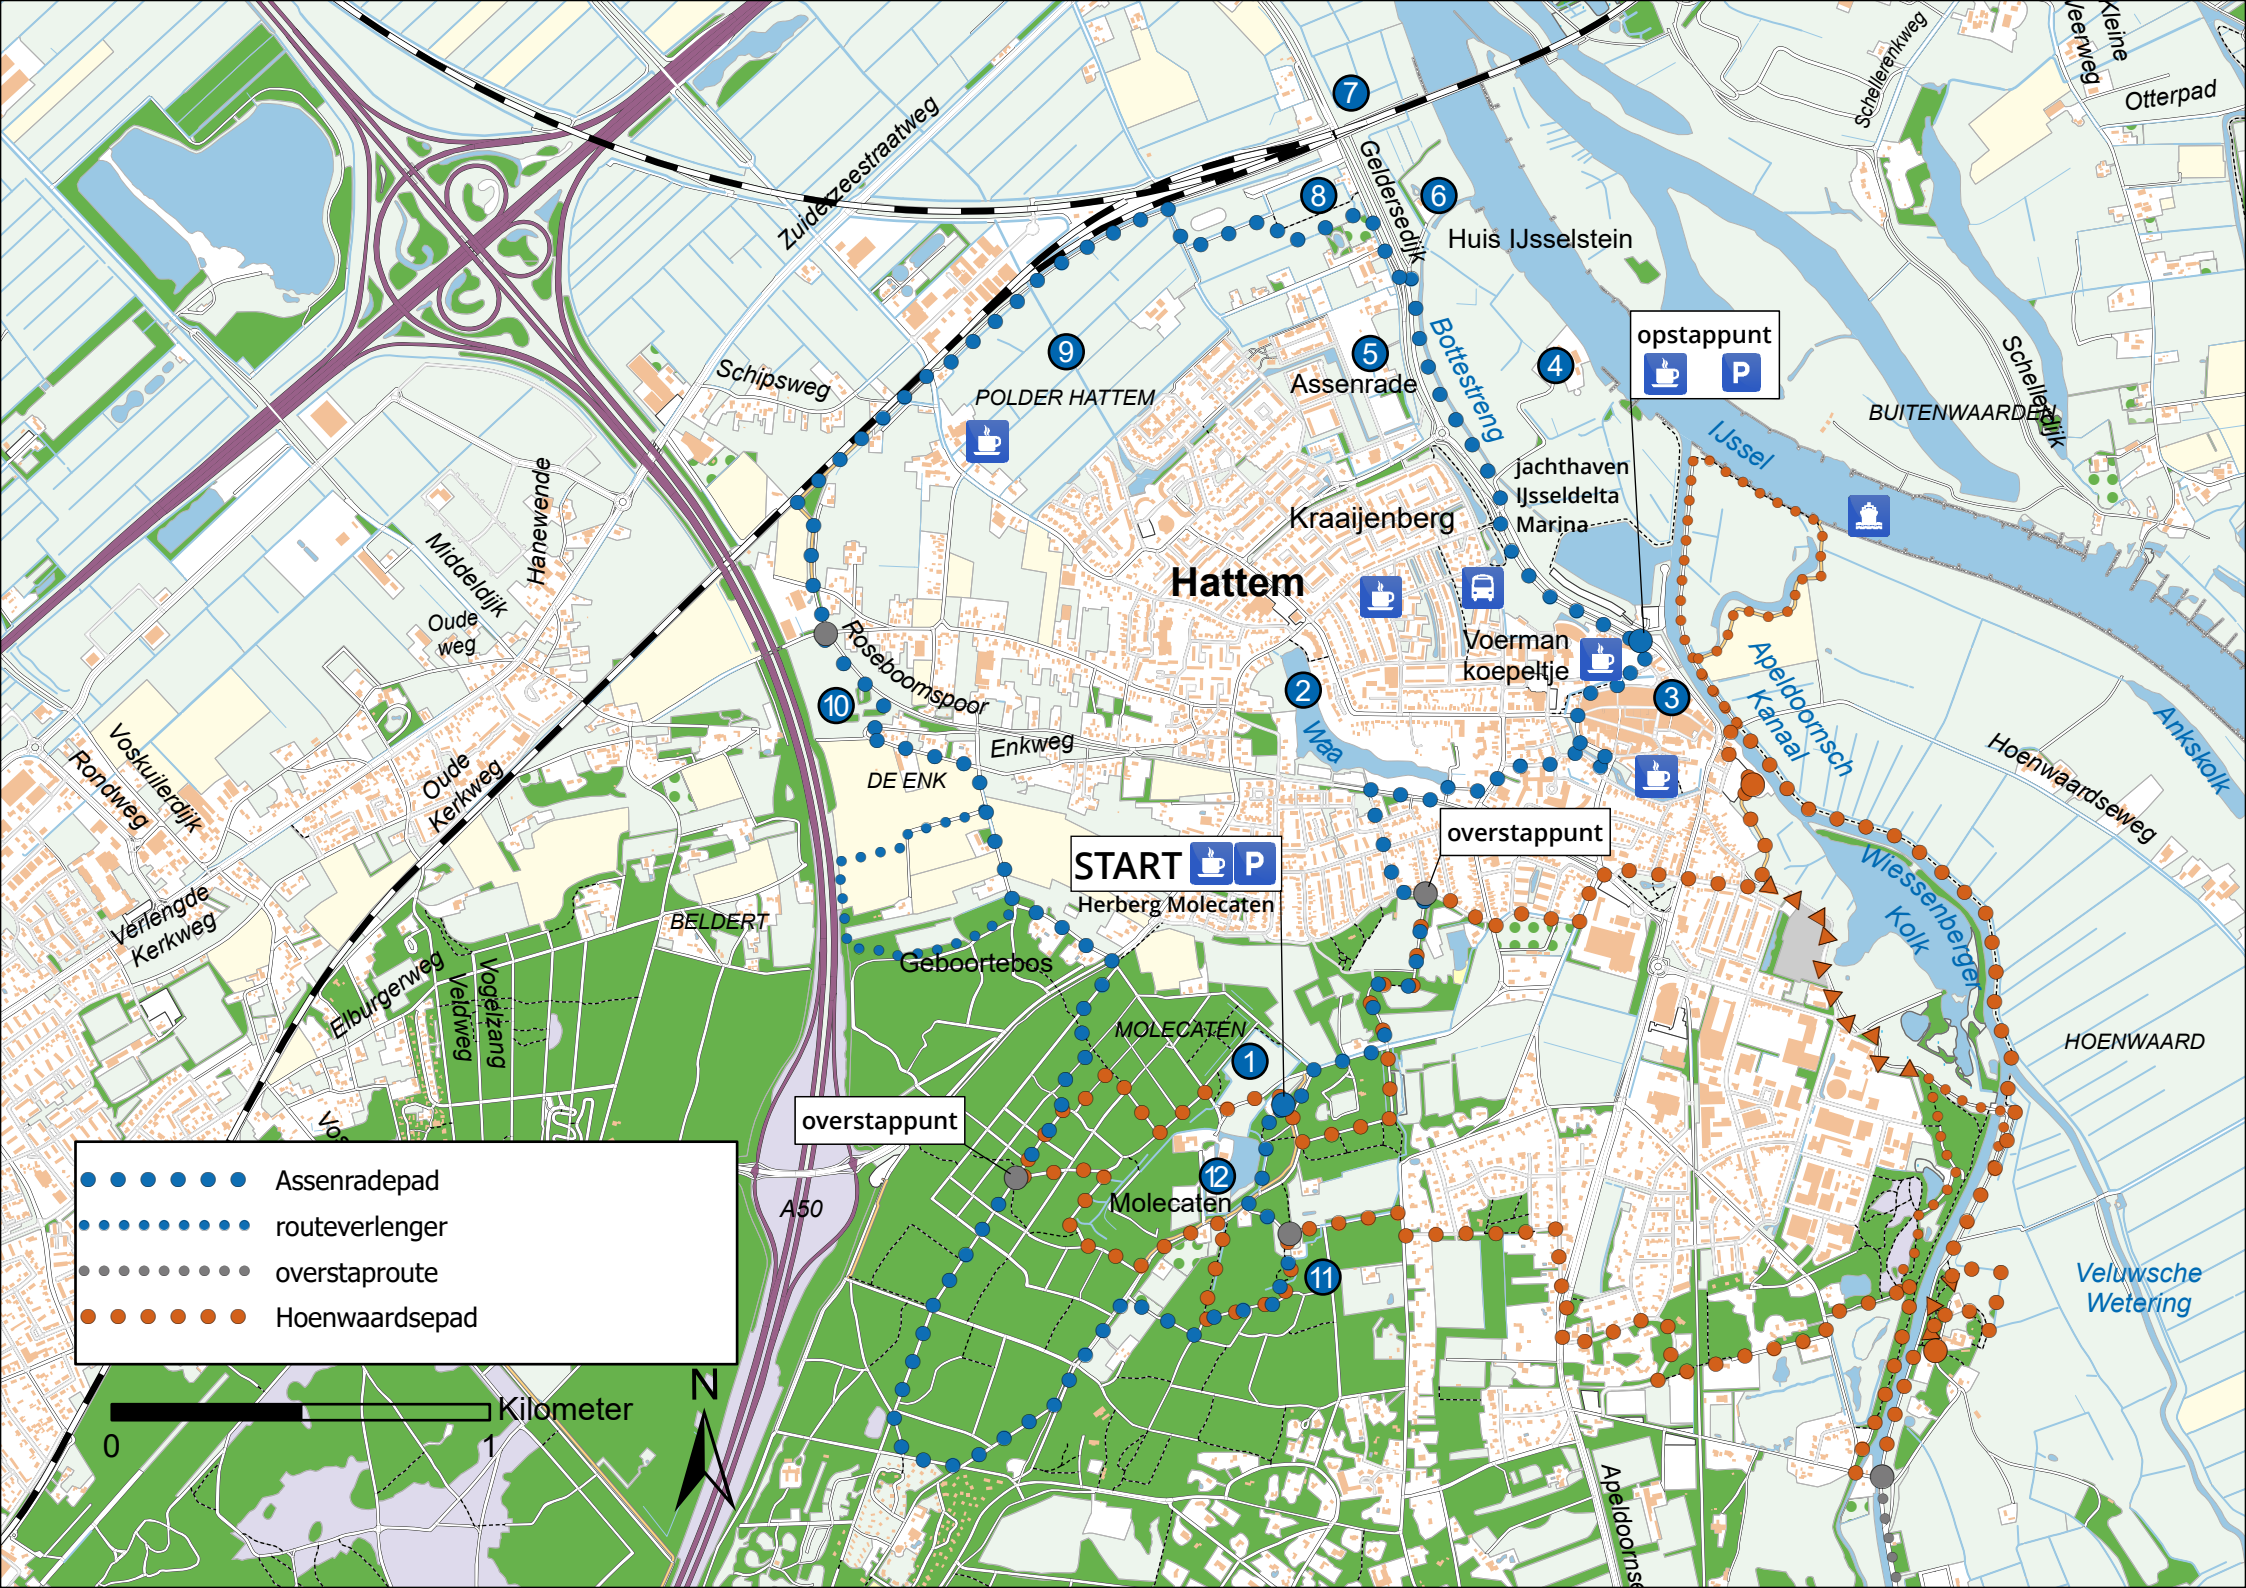 7
Zuiderzeestraatweg
Geldersedijk
8
6
Huis IJsselstein
Schellerenkweg
Kleine
Veerweg
Otterpad
Schellerdijk
BUITENWAARDEN
opstappunt
P
IJssel
Bottestreng
4
5
Assenrade
9
POLDER HATTEM
Schipsweg
Hanewende
Middeldijk
Oude
weg
jachthaven
IJsseldelta
Marina
Kraaijenberg
Hattem
Voerman
koepeltje
3
2
Waa
Roseboomspoor
10
Enkweg
DE ENK
Apeldoornsch
Kanaal
Hoenwaardseweg
Ankskolk
Wiessenberger
Kolk
HOENWAARD
Veluwsche
Wetering
Voskuilerdijk
Rondweg
Oude
Kerkweg
Verlengde
Kerkweg
BELDERT
Elburgerweg
Veldweg
Vogelzang
Vos
overstappunt
START P
Herberg Molecaten
Geboortebos
MOLECATEN
1
overstappunt
12
Molecaten
11
A50
Apeldoornse
Assenradepad
routeverlenger
overstaproute
Hoenwaardsepad
N
Kilometer
0
1